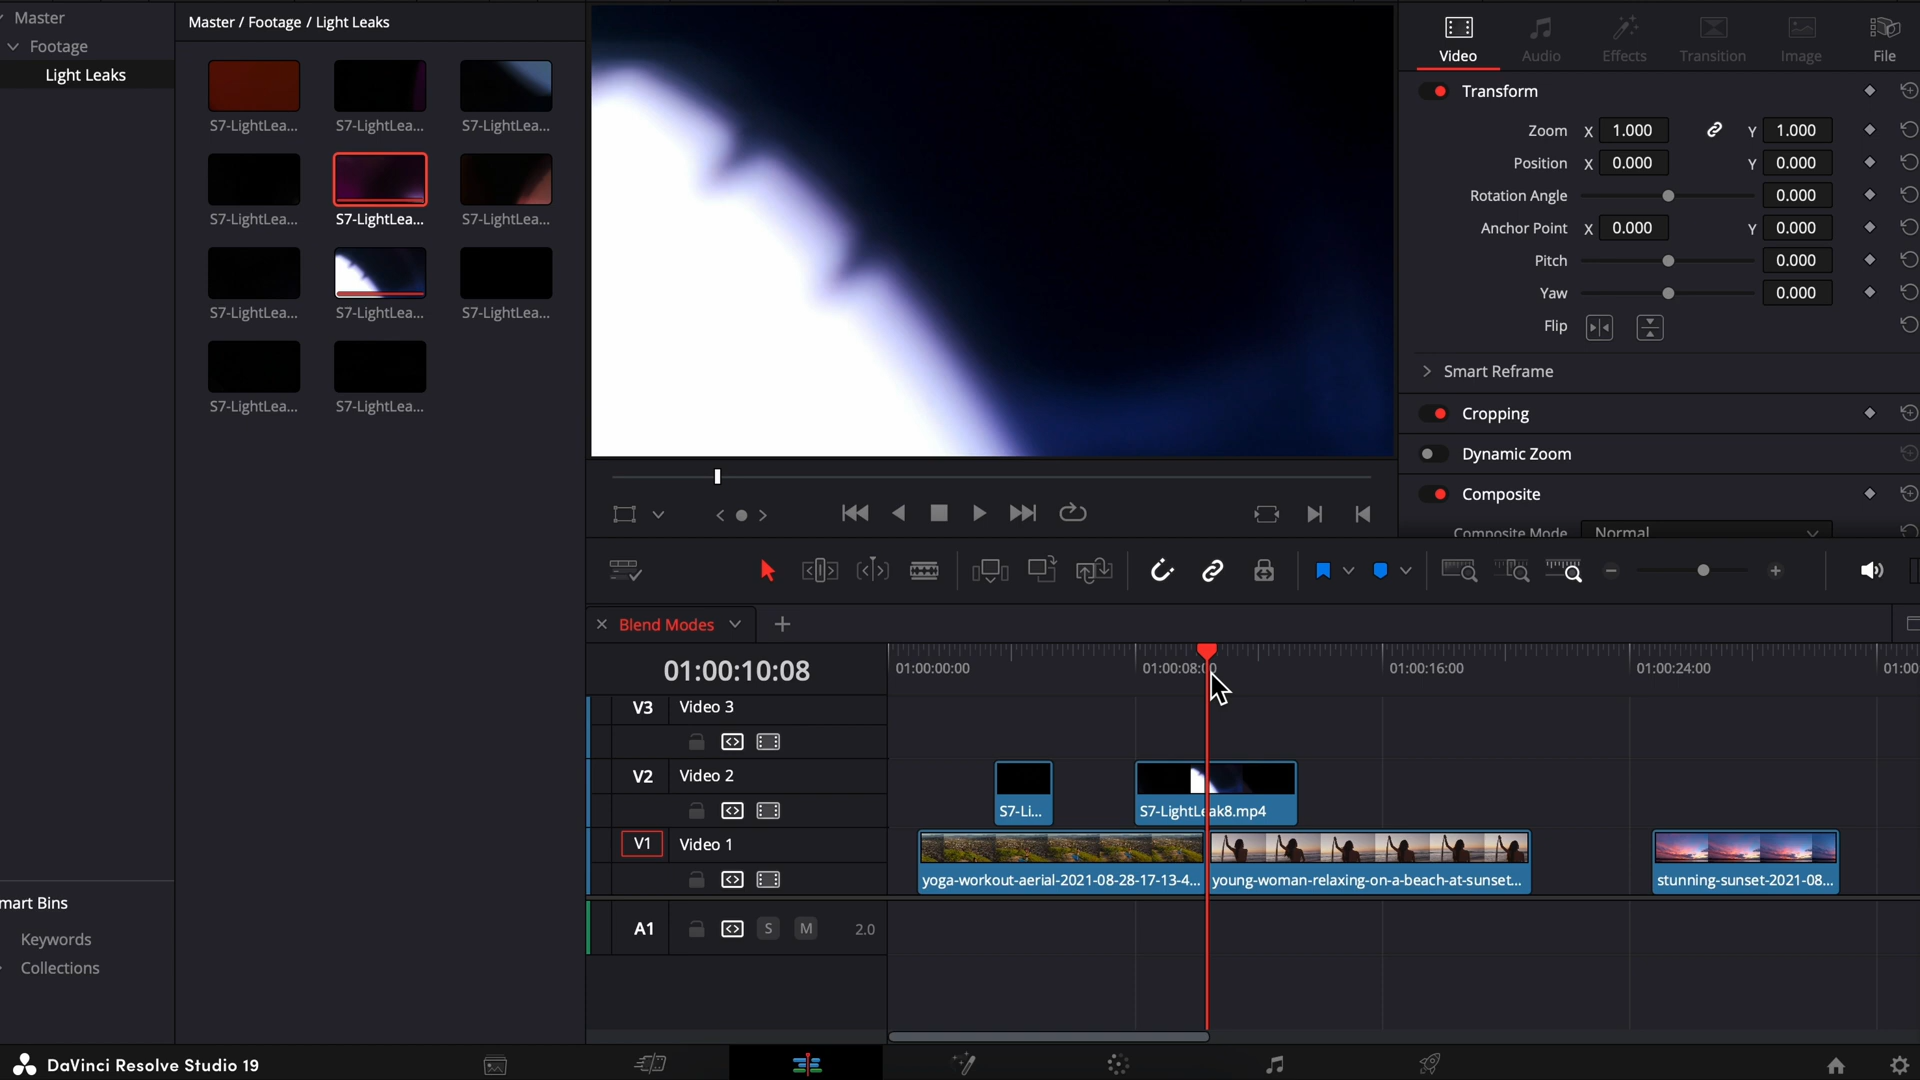 Master
Footage
Light Leaks
Master / Footage / Light Leaks
S7-LightLea...
S7-LightLea...
S7-LightLea...
S7-LightLea...
S7-LightLea...
S7-LightLea...
S7-LightLea...
S7-LightLea...
S7-LightLea...
S7-LightLea...
S7-LightLea...
Video
Audio
Effects
Transition
Image
File
Transform
Zoom X 1.000 Y 1.000
Position X 0.000 Y 0.000
Rotation Angle 0.000
Anchor Point X 0.000 Y 0.000
Pitch 0.000
Yaw 0.000
Flip
Smart Reframe
Cropping
Dynamic Zoom
Composite
Composite Mode Normal
Blend Modes
01:00:10:08
01:00:00:00
01:00:08:0
01:00:16:00
01:00:24:00
01:00
V3 Video 3
V2 Video 2
S7-Li...
S7-LightLeak8.mp4
V1 Video 1
yoga-workout-aerial-2021-08-28-17-13-4...
young-woman-relaxing-on-a-beach-at-sunset...
stunning-sunset-2021-08...
A1 S M 2.0
mart Bins
Keywords
Collections
DaVinci Resolve Studio 19